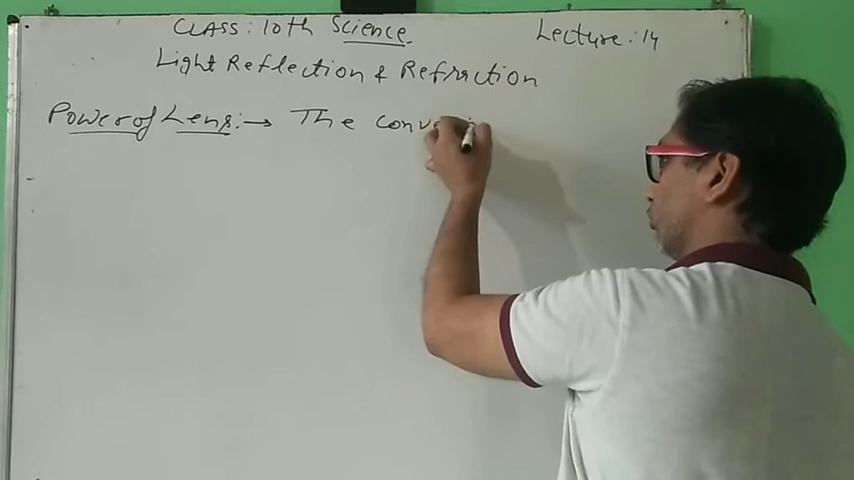 CLASS: 10th Science
Lecture: 14
Light Reflection & Refraction
Power of Lens:→ The conv